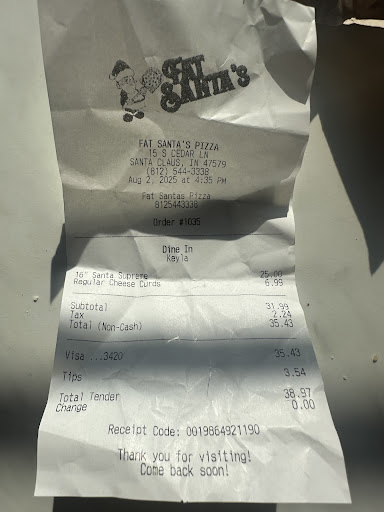 FAT
SANTA'S
FAT SANTA'S PIZZA
15 S CEDAR LN
SANTA CLAUS, IN 47579
(812) 544-3338
Aug 2, 2025 at 4:35 PM
Fat Santas Pizza
8125443338
Order #1035
Dine In
Kayla
16" Santa Supreme 25.00
Regular Cheese Curds 6.99
Subtotal 31.99
Tax 2.24
Total (Non-Cash) 35.43
Visa ...3420 35.43
Tips 3.54
Total Tender 38.97
Change 0.00
Receipt Code: 0019864921190
Thank you for visiting!
Come back soon!